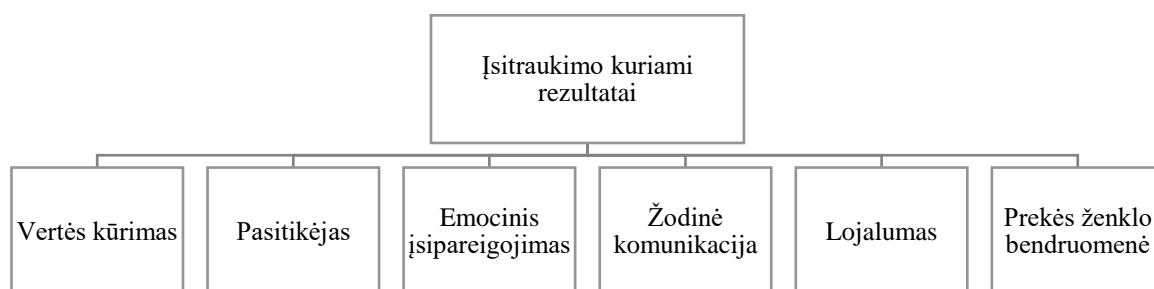 Įsitraukimo kuriami
rezultatai
Vertės kūrimas
Pasitikėjas
Emocinis
įsipareigojimas
Žodinė
komunikacija
Lojalumas
Prekės ženklo
bendruomenė